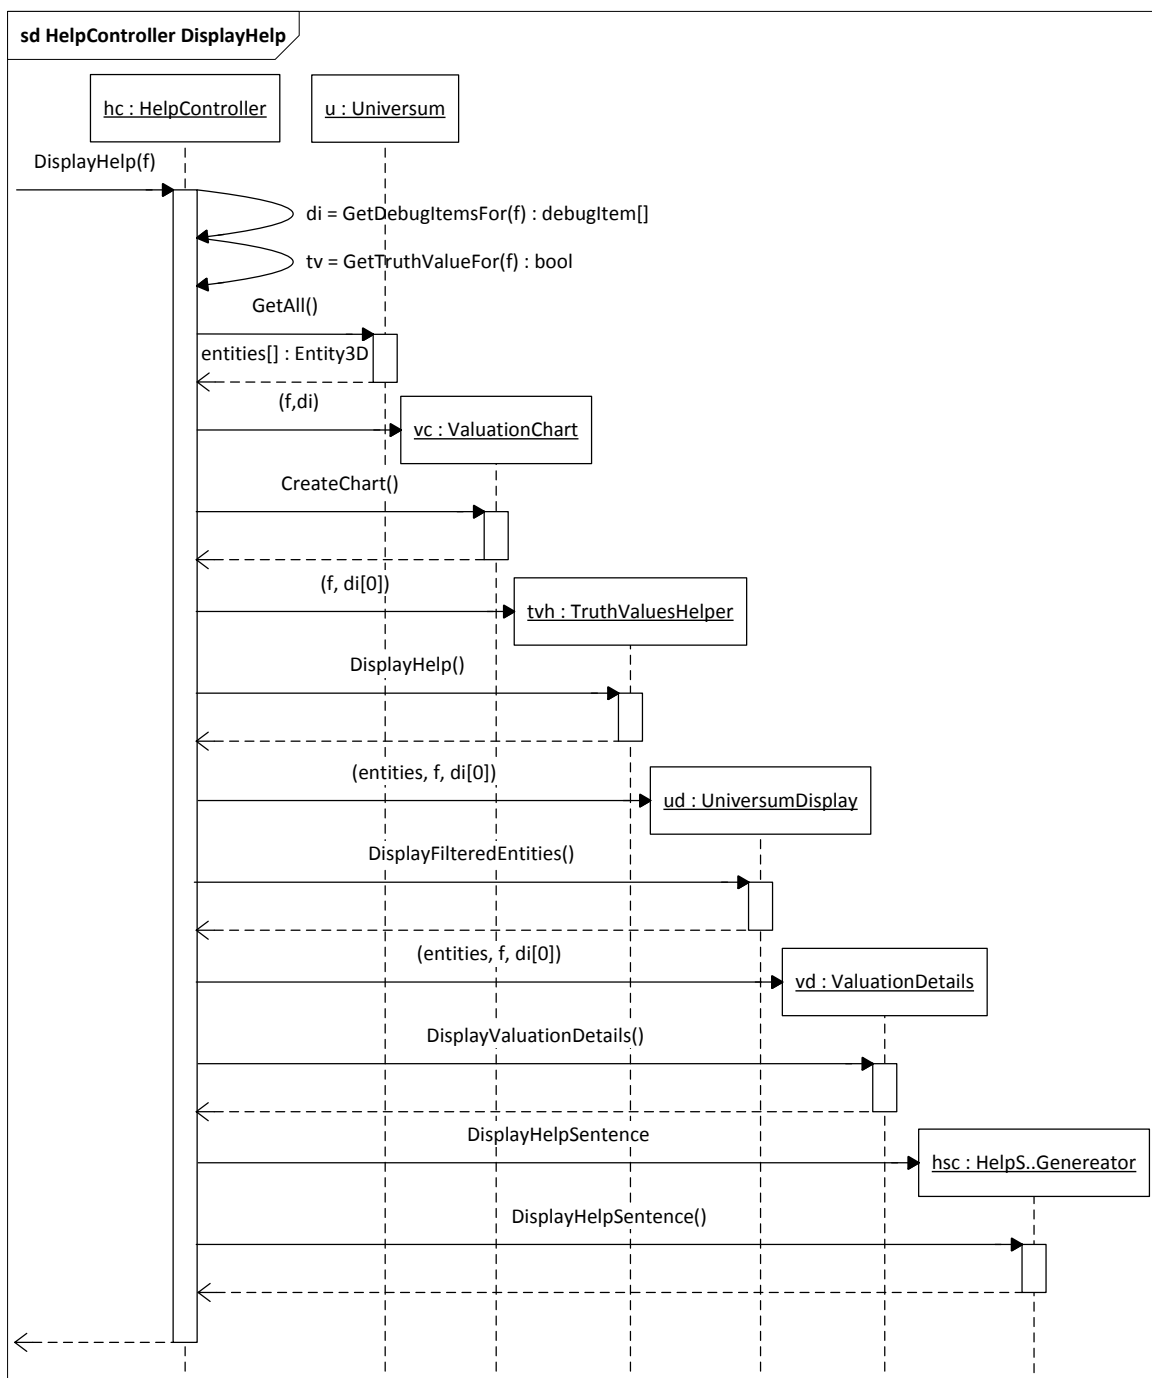 sd HelpController DisplayHelp
hc : HelpController
u : Universum
DisplayHelp(f)
di = GetDebugItemsFor(f) : debugItem[]
tv = GetTruthValueFor(f) : bool
GetAll()
entities[] : Entity3D
(f,di)
vc : ValuationChart
CreateChart()
(f, di[0])
tvh : TruthValuesHelper
DisplayHelp()
(entities, f, di[0])
ud : UniversumDisplay
DisplayFilteredEntities()
(entities, f, di[0])
vd : ValuationDetails
DisplayValuationDetails()
DisplayHelpSentence
hsc : HelpS..Genereator
DisplayHelpSentence()